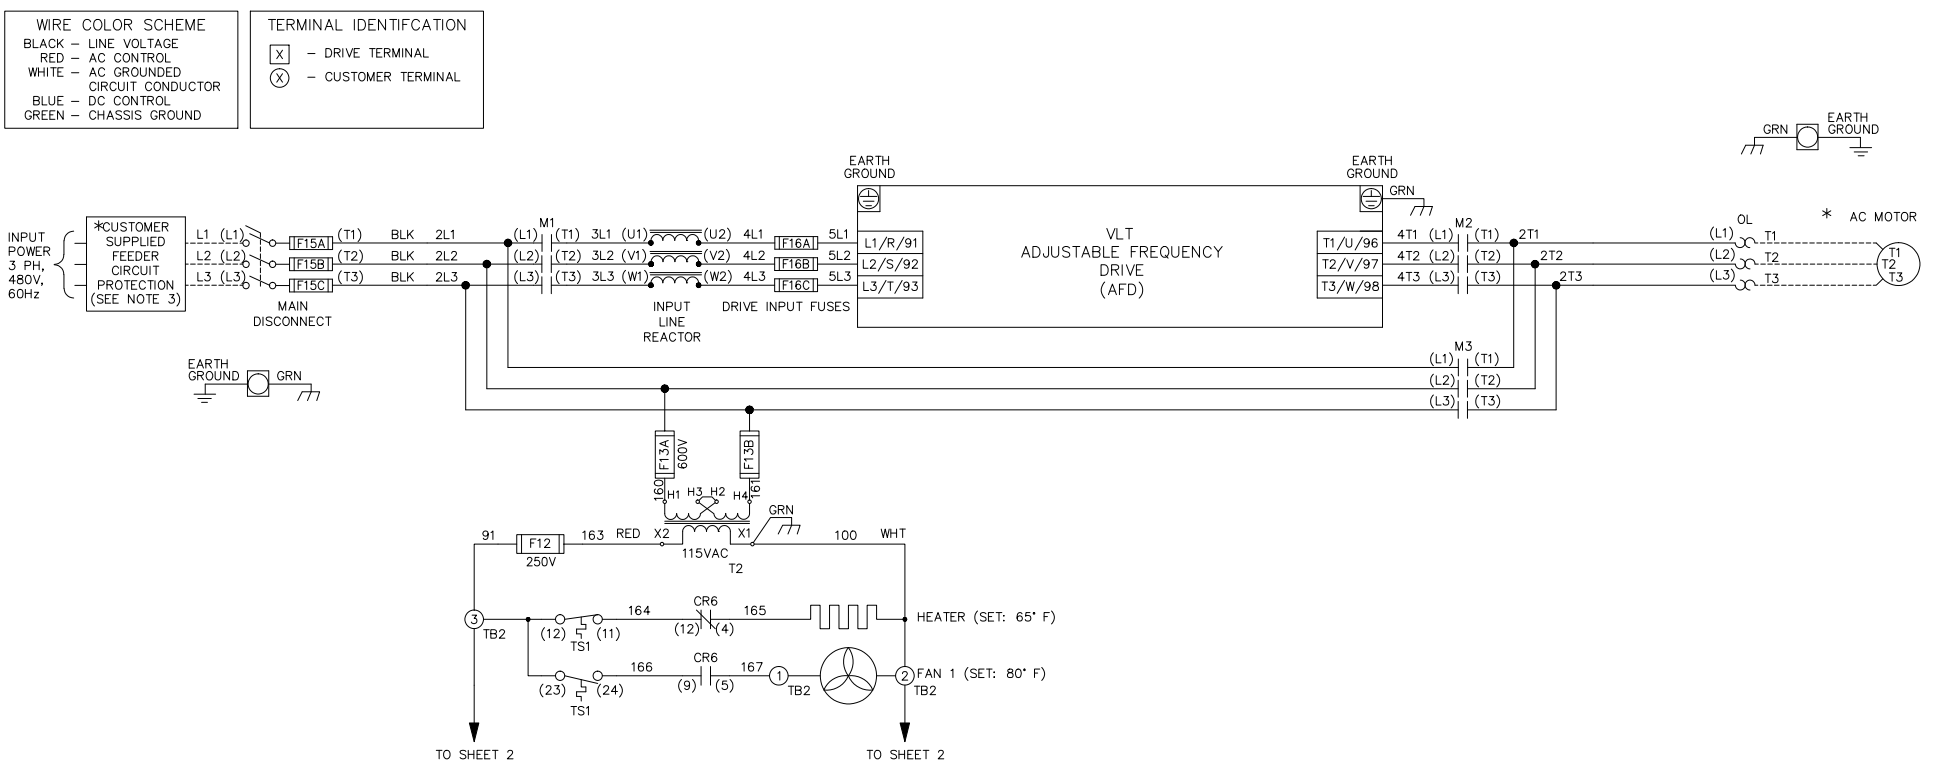 WIRE COLOR SCHEME
BLACK – LINE VOLTAGE
RED – AC CONTROL
WHITE – AC GROUNDED
CIRCUIT CONDUCTOR
BLUE – DC CONTROL
GREEN – CHASSIS GROUND
TERMINAL IDENTIFCATION
X – DRIVE TERMINAL
X – CUSTOMER TERMINAL
GRN
EARTH
GROUND
EARTH
GROUND
EARTH
GROUND
GRN
INPUT
POWER
3 PH,
480V,
60Hz
*CUSTOMER
SUPPLIED
FEEDER
CIRCUIT
PROTECTION
(SEE NOTE 3)
L1 (L1) F15A (T1) BLK 2L1 (L1) M1 (T1) 3L1 (U1) (U2) 4L1 F16A 5L1 L1/R/91
L2 (L2) F15B (T2) BLK 2L2 (L2) (T2) 3L2 (V1) (V2) 4L2 F16B 5L2 L2/S/92
L3 (L3) F15C (T3) BLK 2L3 (L3) (T3) 3L3 (W1) (W2) 4L3 F16C 5L3 L3/T/93
MAIN
DISCONNECT
INPUT
LINE
REACTOR
DRIVE INPUT FUSES
VLT
ADJUSTABLE FREQUENCY
DRIVE
(AFD)
T1/U/96 4T1 (L1) M2 (T1) 2T1 (L1) OL T1
T2/V/97 4T2 (L2) (T2) 2T2 (L2) T2
T3/W/98 4T3 (L3) (T3) 2T3 (L3) T3
* AC MOTOR
T1
T2
T3
M3
(L1) (T1)
(L2) (T2)
(L3) (T3)
EARTH
GROUND
GRN
F13A
600V
F13B
160
161
H1 H3 H2 H4
GRN
91 F12 163 RED X2 X1 100 WHT
250V
115VAC
T2
3
TB2
(12) (11)
TS1
164
CR6
(12) (4)
165
HEATER (SET: 65° F)
(23) (24)
TS1
166
CR6
(9) (5)
167
1
TB2
2
TB2
FAN 1 (SET: 80° F)
TO SHEET 2
TO SHEET 2